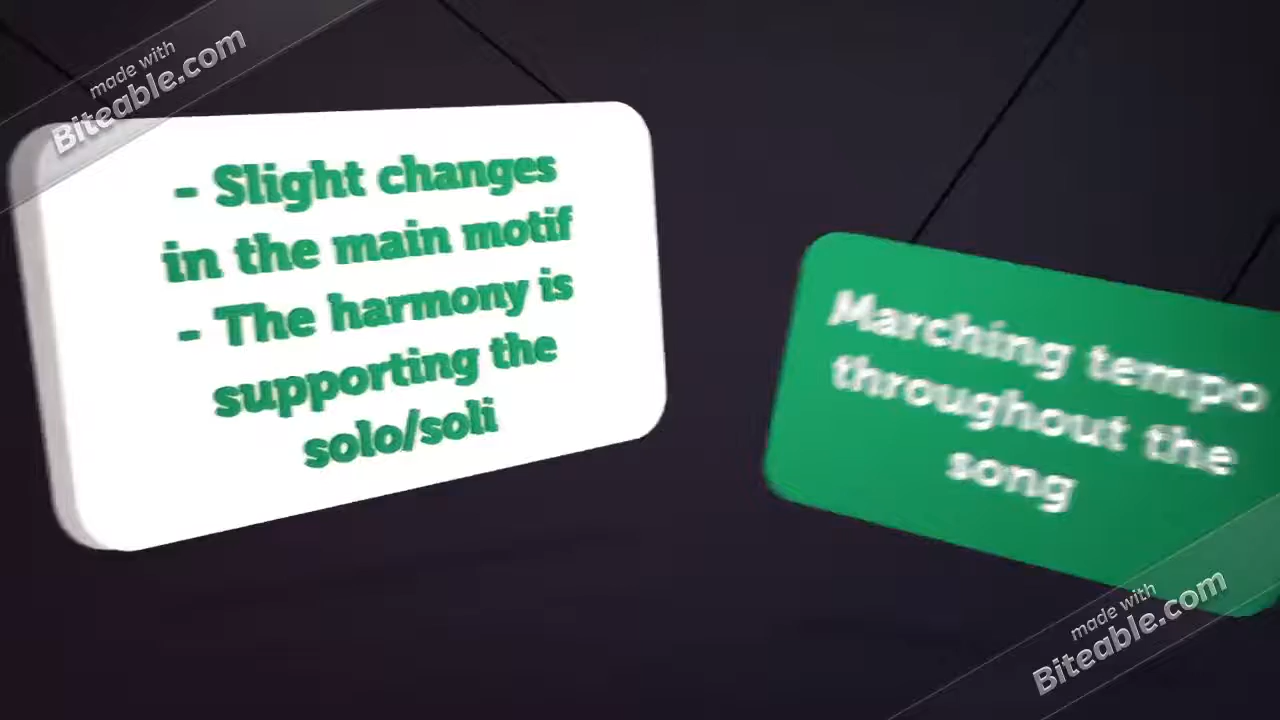 made with
Biteable.com
- Slight changes
in the main motif
- The harmony is
supporting the
solo/soli
Marching tempo
throughout the
song
made with
Biteable.com